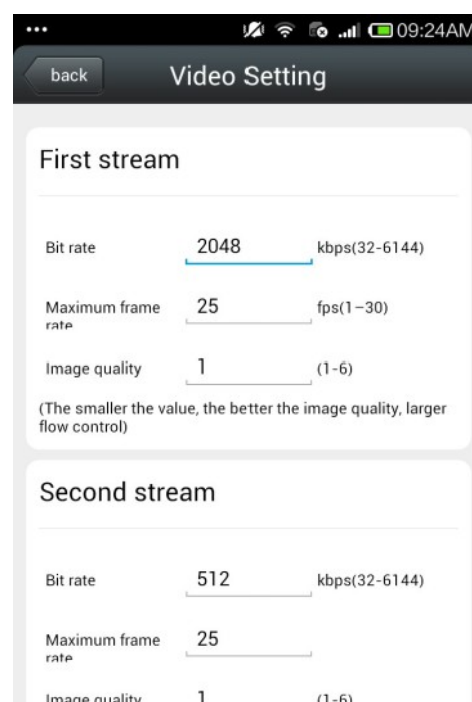 09:24AM
back Video Setting
First stream
Bit rate 2048 kbps(32-6144)
Maximum frame 25 fps(1-30)
rate
Image quality 1 (1-6)
(The smaller the value, the better the image quality, larger
flow control)
Second stream
Bit rate 512 kbps(32-6144)
Maximum frame 25
rate
Image quality 1 (1-6)